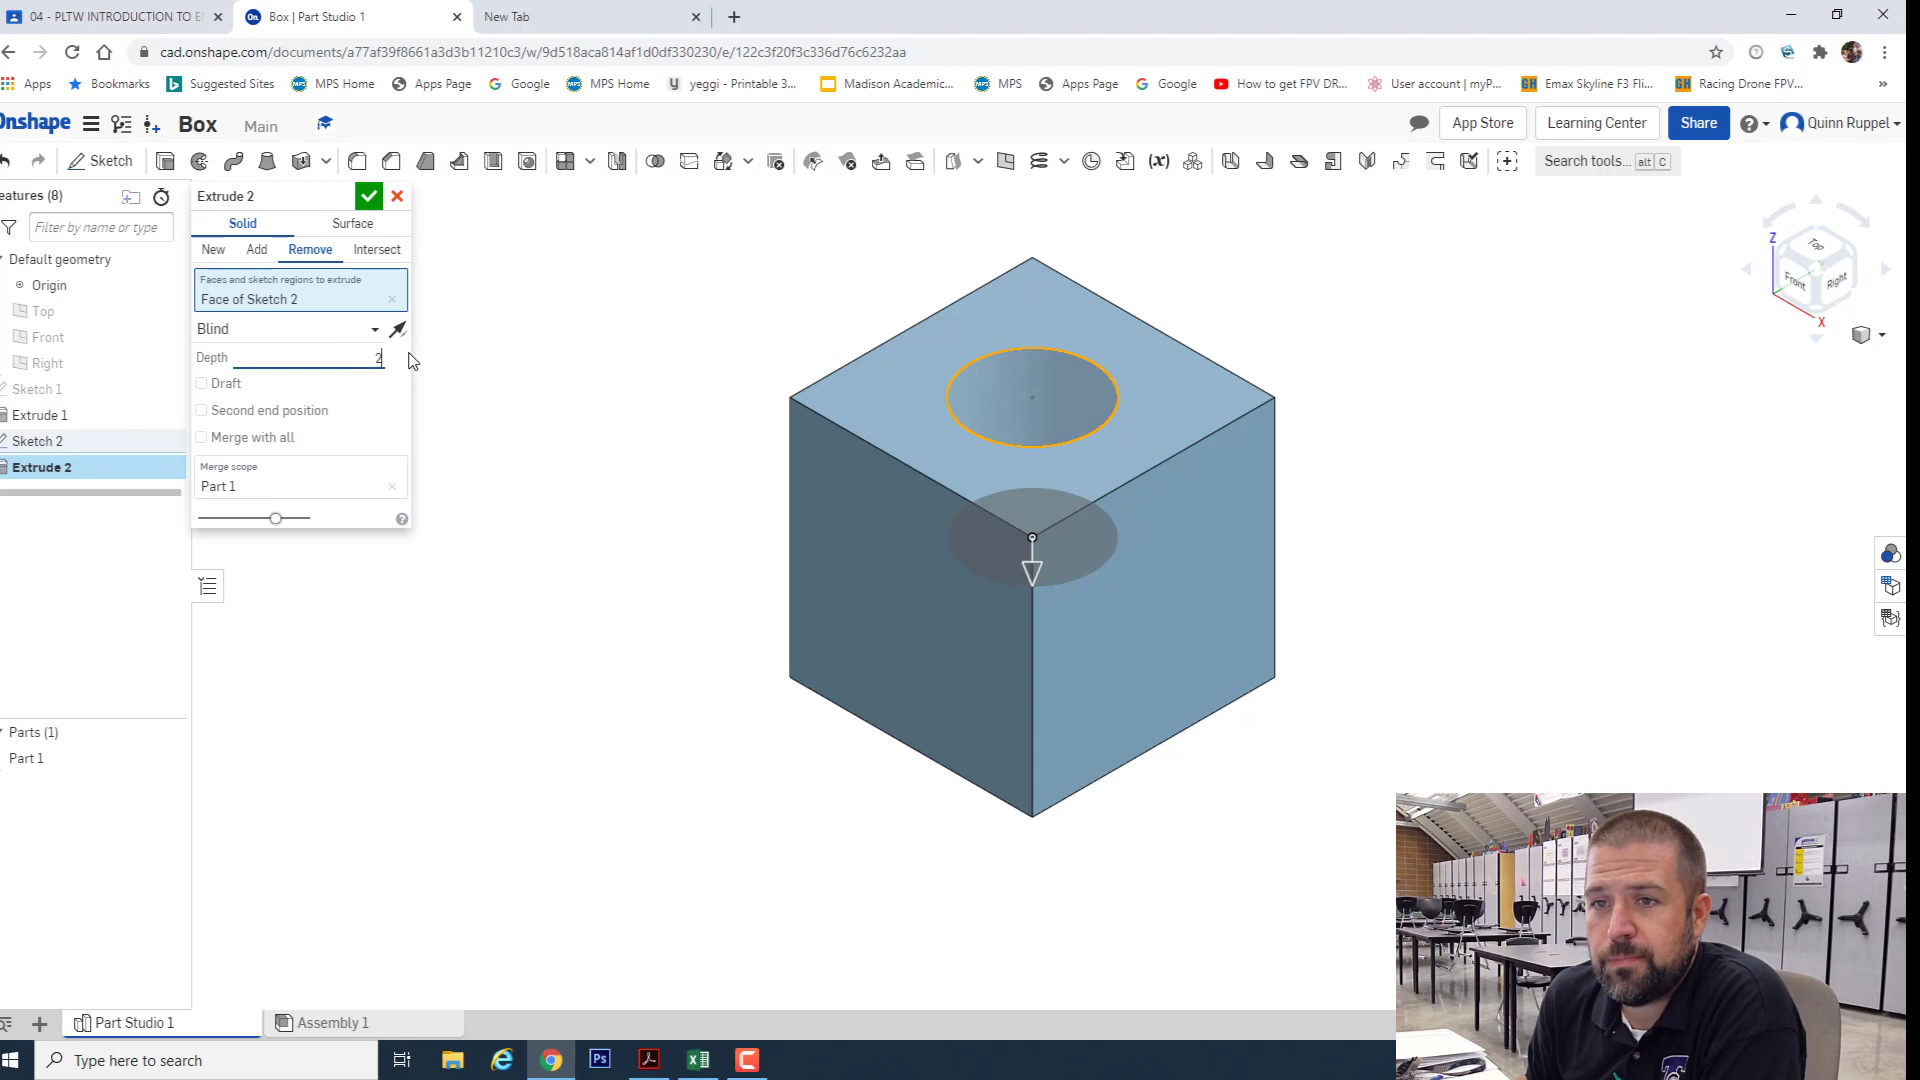 04 - PLTW INTRODUCTION TO E
Box | Part Studio 1
New Tab
cad.onshape.com/documents/a77af39f8661a3d3b11210c3/w/9d518aca814af1d0df330230/e/122c3f20f3c336d76c6232aa
Apps
Bookmarks
Suggested Sites
MPS Home
Apps Page
Google
MPS Home
yeggi - Printable 3...
Madison Academic...
MPS
Apps Page
Google
How to get FPV DR...
User account | myP...
Emax Skyline F3 Fli...
Racing Drone FPV...
Onshape
Box
Main
App Store
Learning Center
Share
Quinn Ruppel
Sketch
Search tools... alt C
eatures (8)
Filter by name or type
Default geometry
Origin
Top
Front
Right
Sketch 1
Extrude 1
Sketch 2
Extrude 2
Parts (1)
Part 1
Extrude 2
Solid
Surface
New
Add
Remove
Intersect
Faces and sketch regions to extrude
Face of Sketch 2
Blind
Depth 2
Draft
Second end position
Merge with all
Merge scope
Part 1
Z
Top
Front
Right
X
Part Studio 1
Assembly 1
Type here to search
Ps